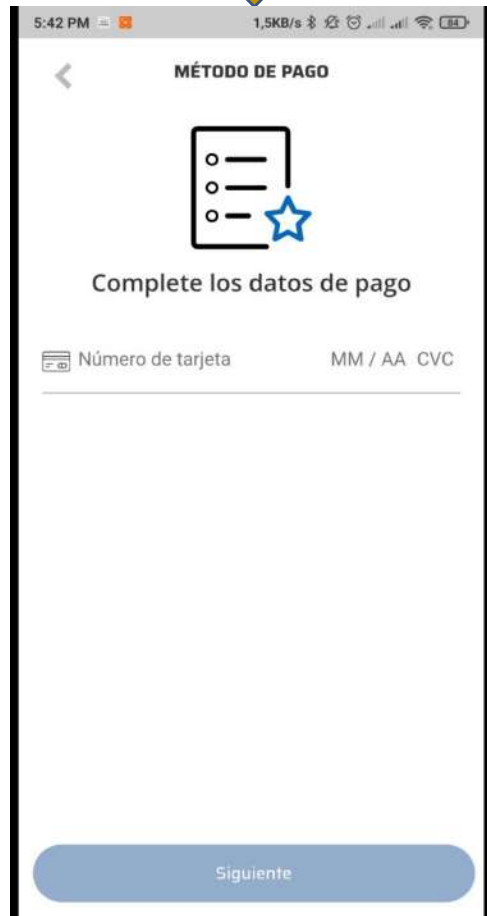 5:42 PM 1,5KB/s 84
MÉTODO DE PAGO
Complete los datos de pago
Número de tarjeta MM / AA CVC
Siguiente